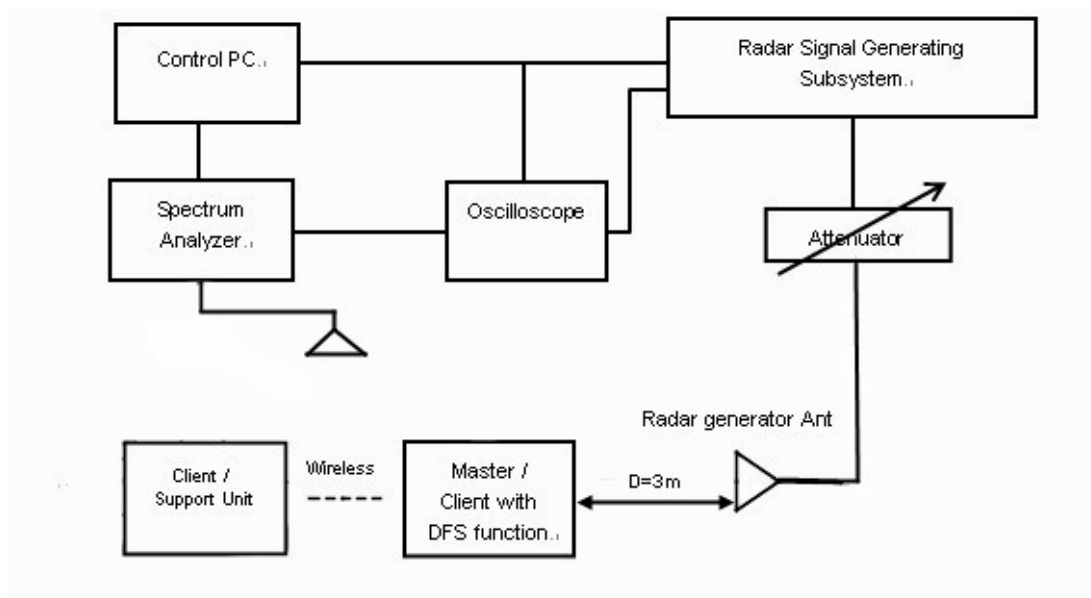 Control PC.
Radar Signal Generating
Subsystem.
Spectrum
Analyzer.
Oscilloscope
Attenuator
Radar generator Ant
Client /
Support Unit
Wireless
Master /
Client with
DFS function.
D=3m